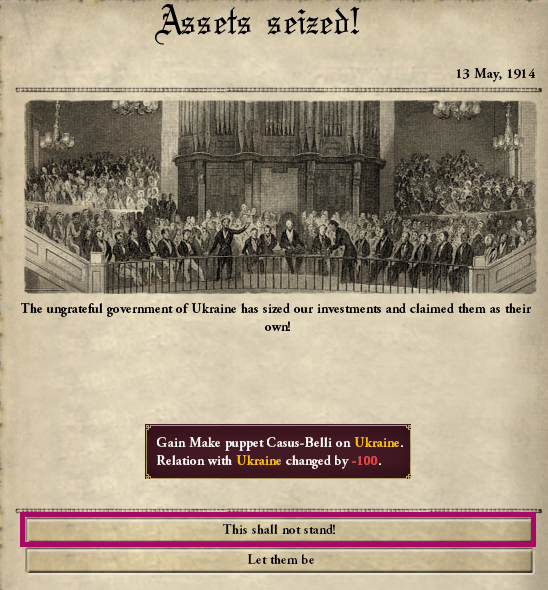 Assets seized!
13 May, 1914
The ungrateful government of Ukraine has sized our investments and claimed them as their
own!
Gain Make puppet Casus-Belli on Ukraine.
Relation with Ukraine changed by -100.
This shall not stand!
Let them be